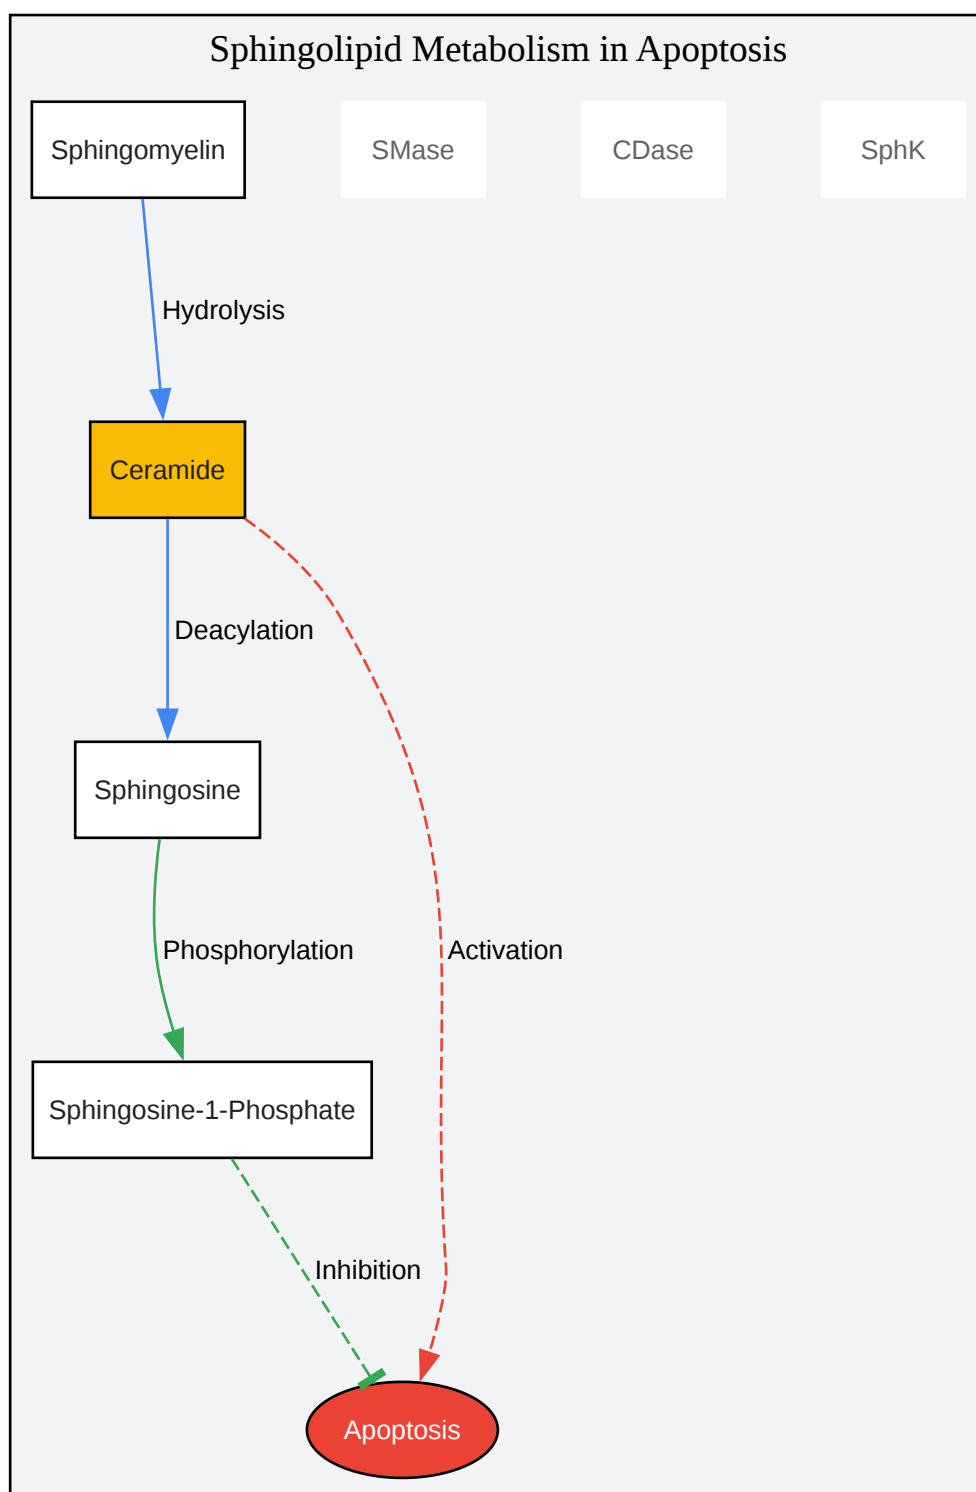 Sphingolipid Metabolism in Apoptosis
Sphingomyelin
SMase
CDase
SphK
Hydrolysis
Ceramide
Deacylation
Sphingosine
Phosphorylation
Activation
Sphingosine-1-Phosphate
Inhibition
Apoptosis